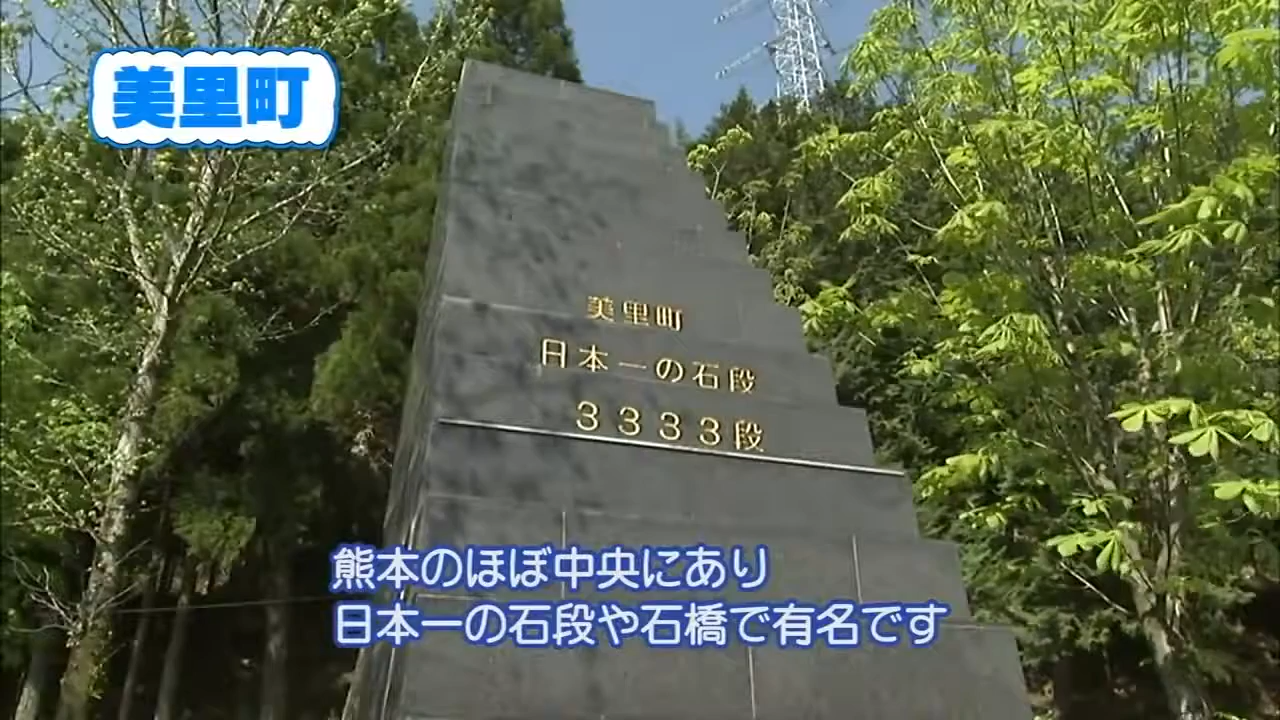 美里町
美里町
日本一の石段
3333段
熊本のほぼ中央にあり
日本一の石段や石橋で有名です